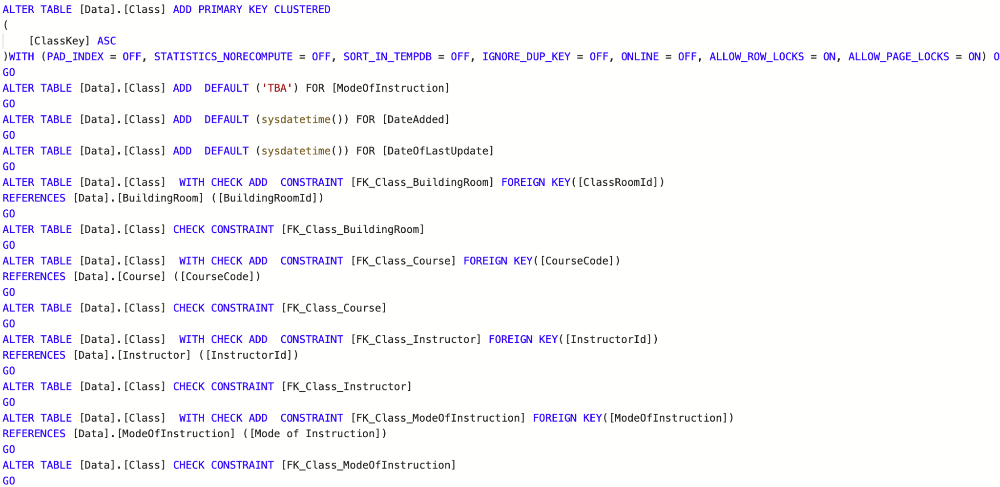 ALTER TABLE [Data].[Class] ADD PRIMARY KEY CLUSTERED
(
    [ClassKey] ASC
)WITH (PAD_INDEX = OFF, STATISTICS_NORECOMPUTE = OFF, SORT_IN_TEMPDB = OFF, IGNORE_DUP_KEY = OFF, ONLINE = OFF, ALLOW_ROW_LOCKS = ON, ALLOW_PAGE_LOCKS = ON)
GO
ALTER TABLE [Data].[Class] ADD  DEFAULT ('TBA') FOR [ModeOfInstruction]
GO
ALTER TABLE [Data].[Class] ADD  DEFAULT (sysdatetime()) FOR [DateAdded]
GO
ALTER TABLE [Data].[Class] ADD  DEFAULT (sysdatetime()) FOR [DateOfLastUpdate]
GO
ALTER TABLE [Data].[Class]  WITH CHECK ADD  CONSTRAINT [FK_Class_BuildingRoom] FOREIGN KEY([ClassRoomId])
REFERENCES [Data].[BuildingRoom] ([BuildingRoomId])
GO
ALTER TABLE [Data].[Class] CHECK CONSTRAINT [FK_Class_BuildingRoom]
GO
ALTER TABLE [Data].[Class]  WITH CHECK ADD  CONSTRAINT [FK_Class_Course] FOREIGN KEY([CourseCode])
REFERENCES [Data].[Course] ([CourseCode])
GO
ALTER TABLE [Data].[Class] CHECK CONSTRAINT [FK_Class_Course]
GO
ALTER TABLE [Data].[Class]  WITH CHECK ADD  CONSTRAINT [FK_Class_Instructor] FOREIGN KEY([InstructorId])
REFERENCES [Data].[Instructor] ([InstructorId])
GO
ALTER TABLE [Data].[Class] CHECK CONSTRAINT [FK_Class_Instructor]
GO
ALTER TABLE [Data].[Class]  WITH CHECK ADD  CONSTRAINT [FK_Class_ModeOfInstruction] FOREIGN KEY([ModeOfInstruction])
REFERENCES [Data].[ModeOfInstruction] ([Mode of Instruction])
GO
ALTER TABLE [Data].[Class] CHECK CONSTRAINT [FK_Class_ModeOfInstruction]
GO